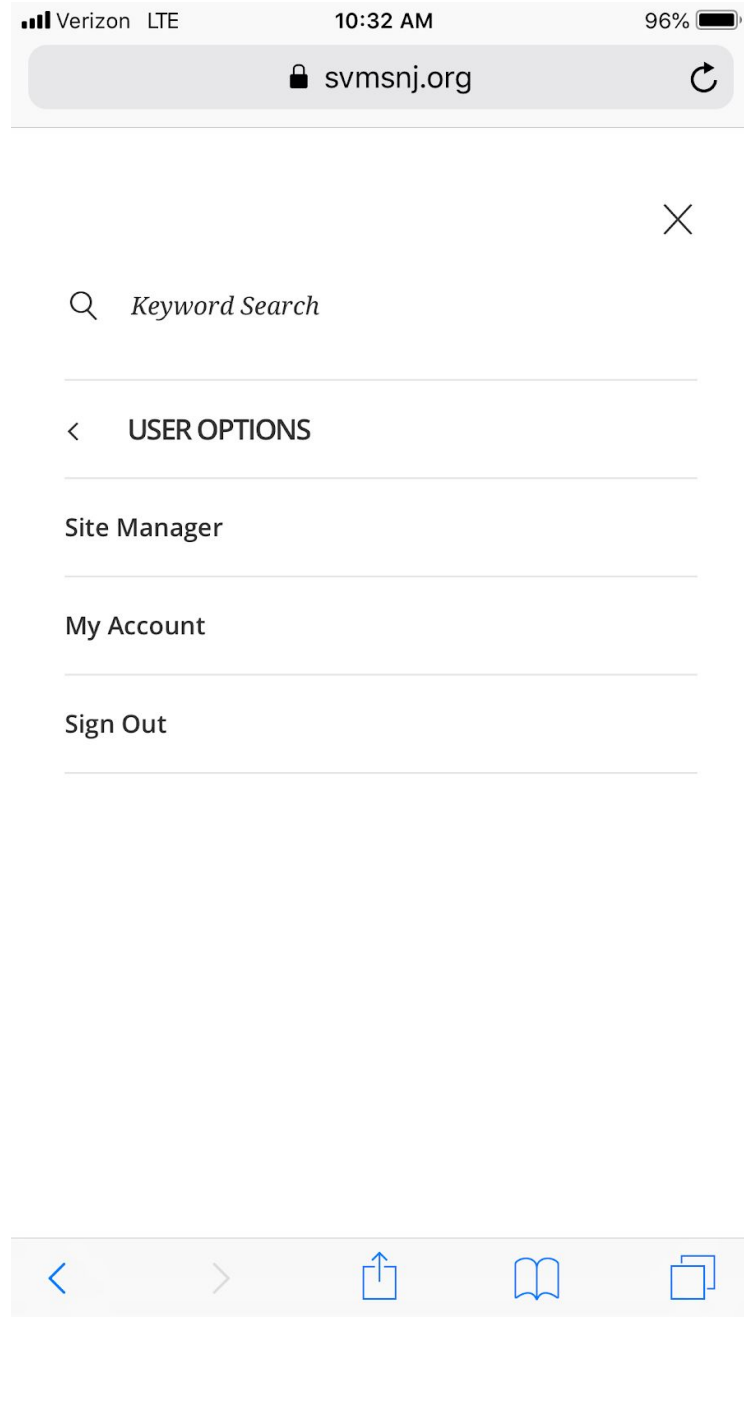 Verizon LTE 10:32 AM 96%
svmsnj.org
Keyword Search
USER OPTIONS
Site Manager
My Account
Sign Out